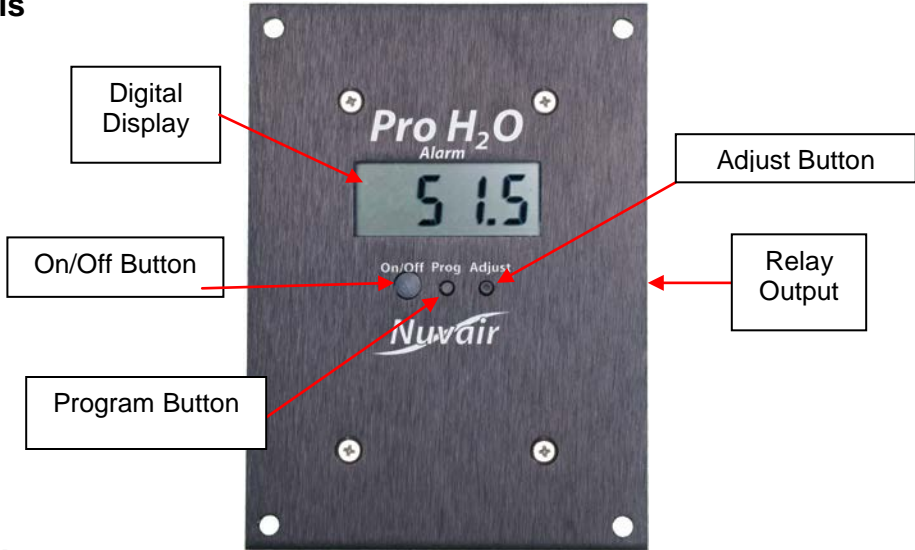 is
Digital
Display
Pro H₂O
Alarm
51.5
Adjust Button
On/Off Button
On/Off Prog Adjust
Relay
Output
Nuvair
Program Button